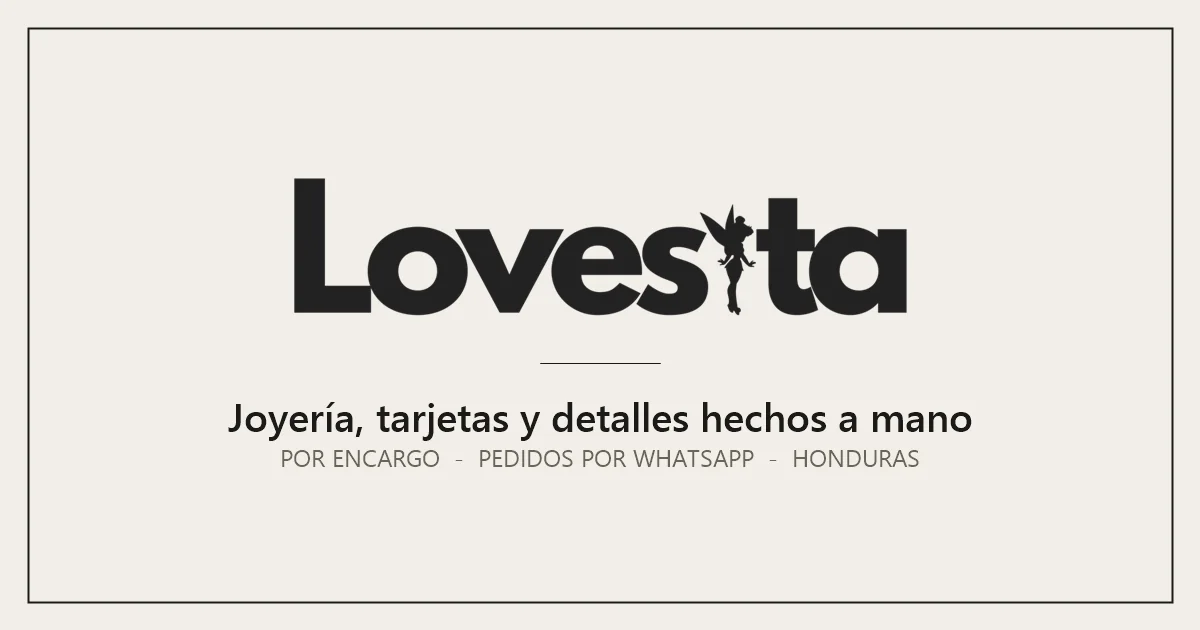 Lovesita
Joyería, tarjetas y detalles hechos a mano
POR ENCARGO - PEDIDOS POR WHATSAPP - HONDURAS